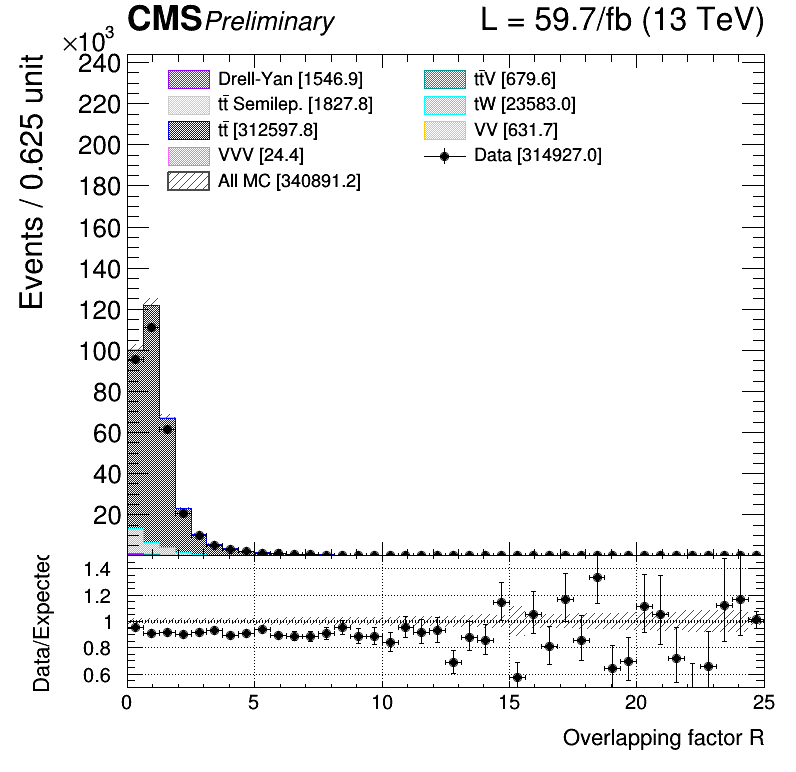 CMS Preliminary L = 59.7/fb (13 TeV)
×10³
Events / 0.625 unit
240
220
200
180
160
140
120
100
80
60
40
20
Drell-Yan [1546.9]
tt̄ Semilep. [1827.8]
tt̄ [312597.8]
VVV [24.4]
All MC [340891.2]
tt̄V [679.6]
tW [23583.0]
VV [631.7]
Data [314927.0]
Data/Expected
1.4
1.2
1
0.8
0.6
0 5 10 15 20 25
Overlapping factor R